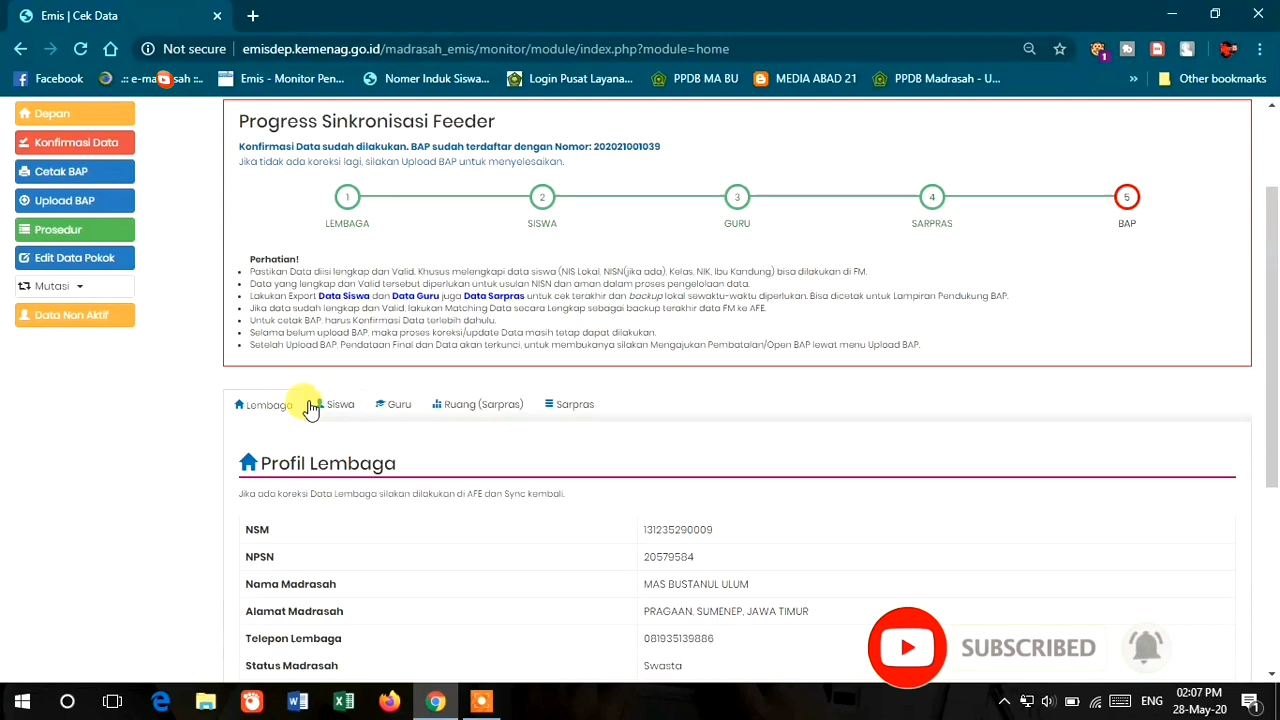 Emis | Cek Data
Not secure
emisdep.kemenag.go.id/madrasah_emis/monitor/module/index.php?module=home
Facebook
Emis - Monitor Pen...
Nomer Induk Siswa...
Login Pusat Layana...
PPDB MA BU
MEDIA ABAD 21
PPDB Madrasah - U...
»
Other bookmarks
1
Depan
Konfirmasi Data
Cetak BAP
Upload BAP
Prosedur
Edit Data Pokok
Mutasi
Data Non Aktif
Progress Sinkronisasi Feeder
Konfirmasi Data sudah dilakukan. BAP sudah terdaftar dengan Nomor: 202021001039
Jika tidak ada koreksi lagi, silakan Upload BAP untuk menyelesaikan.
1 2 3 4 5
LEMBAGA SISWA GURU SARPRAS BAP
Perhatian!
• Pastikan Data diisi lengkap dan Valid, Khusus melengkapi data siswa (NIS Lokal, NISN(jika ada), Kelas, NIK, Ibu Kandung) bisa dilakukan di FM.
• Data yang lengkap dan Valid tersebut diperlukan untuk usulan NISN dan aman dalam proses pengelolaan data.
• Lakukan Export Data Siswa dan Data Guru juga Data Sarpras untuk cek terakhir dan backup lokal sewaktu-waktu diperlukan. Bisa dicetak untuk Lampiran Pendukung BAP.
• Jika data sudah lengkap dan Valid, lakukan Matching Data secara Lengkap sebagai backup terakhir data FM ke AFE.
• Untuk cetak BAP, harus Konfirmasi Data terlebih dahulu.
• Selama belum upload BAP, maka proses koreksi/update Data masih tetap dapat dilakukan.
• Setelah Upload BAP, Pendataan Final dan Data akan terkunci, untuk membukanya silakan Mengajukan Pembatalan/Open BAP lewat menu Upload BAP.
Lembaga Siswa Guru Ruang (Sarpras) Sarpras
Profil Lembaga
Jika ada koreksi Data Lembaga silakan dilakukan di AFE dan Sync kembali.
NSM 131235290009
NPSN 20579584
Nama Madrasah MAS BUSTANUL ULUM
Alamat Madrasah PRAGAAN, SUMENEP, JAWA TIMUR
Telepon Lembaga 081935139886
Status Madrasah Swasta
SUBSCRIBED
ENG
02:07 PM
28-May-20